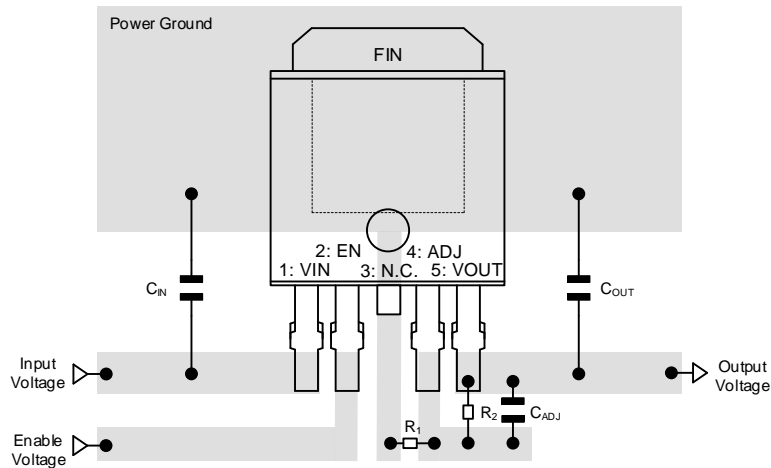 Power Ground
FIN
2: EN
4: ADJ
1: VIN
3: N.C.
5: VOUT
CIN
COUT
Input
Voltage
Output
Voltage
R1
R2
CADJ
Enable
Voltage